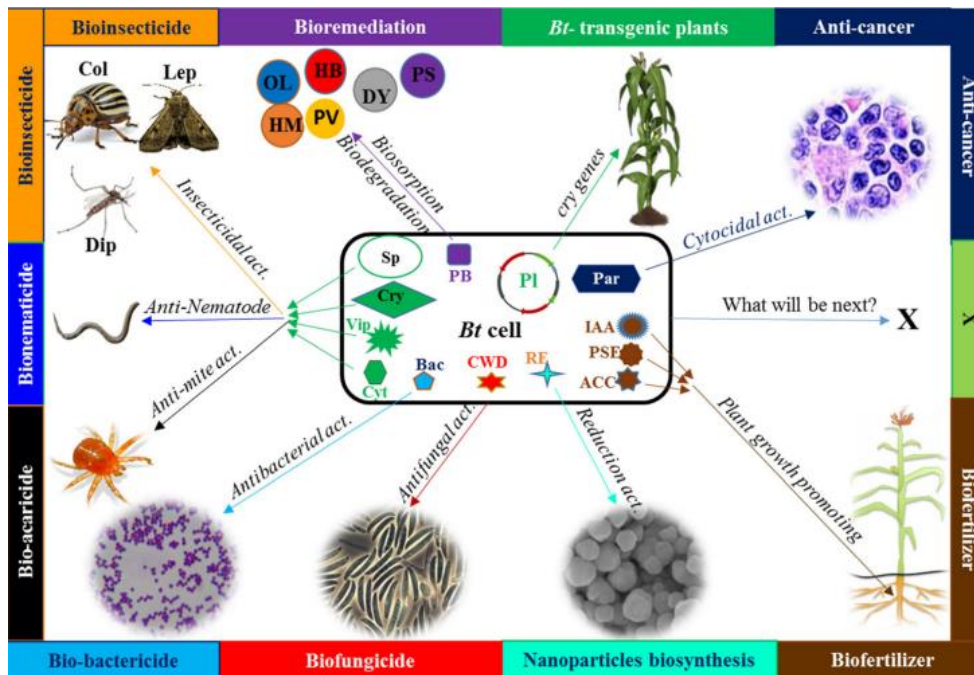 Bioinsecticide
Bioremediation
Bt- transgenic plants
Anti-cancer
Bioinsecticide
Bionematicide
Bio-acaricide
Anti-cancer
X
Biofertilizer
Col
Lep
Dip
OL
HB
DY
PS
HM
PV
Biosorption
Biodegradation
cry genes
Cytocidal act.
Insecticidal act.
Sp
PB
Pl
Par
Cry
Anti-Nematode
What will be next?
X
Vip
Bt cell
IAA
PSE
ACC
Cyt
Bac
CWD
RE
Anti-mite act.
Antibacterial act.
Antifungal act.
Reduction act.
Plant growth promoting
Bio-bactericide
Biofungicide
Nanoparticles biosynthesis
Biofertilizer